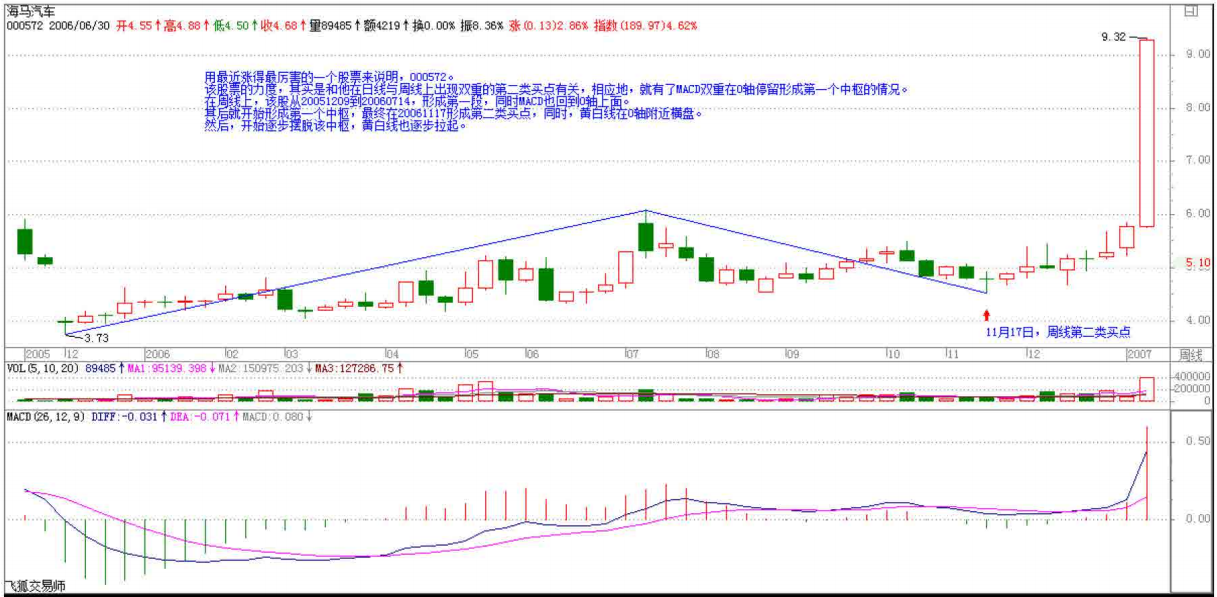 海马汽车
000572 2006/06/30 开4.55↑高4.88↑低4.50↑收4.68↑量89485↑额4219↑换0.00% 振8.36% 涨(0.13)2.86% 指数(189.97)4.62%
9.32
用最近涨得最厉害的一个股票来说明，000572。
该股票的力度，其实是和他在日线与周线上出现双重的第二类买点有关，相应地，就有了MACD双重在0轴停留形成第一个中枢的情况。
在周线上，该股从20051209到20060714，形成第一段，同时MACD也回到0轴上面。
其后就开始形成第一个中枢，最终在20061117形成第二类买点，同时，黄白线在0轴附近横盘。
然后，开始逐步摆脱该中枢，黄白线也逐步拉起。
9.00
8.00
7.00
6.00
5.10
4.00
3.73
11月17日，周线第二类买点
2005 12 2006 02 03 04 05 06 07 08 09 10 11 12 2007 周线
VOL(5,10,20) 89485↑MA1:95139.398↓MA2:150975.203↓MA3:127286.75↑
400000
200000
0
MACD(26,12,9) DIFF:-0.031↑DEA:-0.071↑MACD:0.080↓
0.50
0.00
飞狐交易师